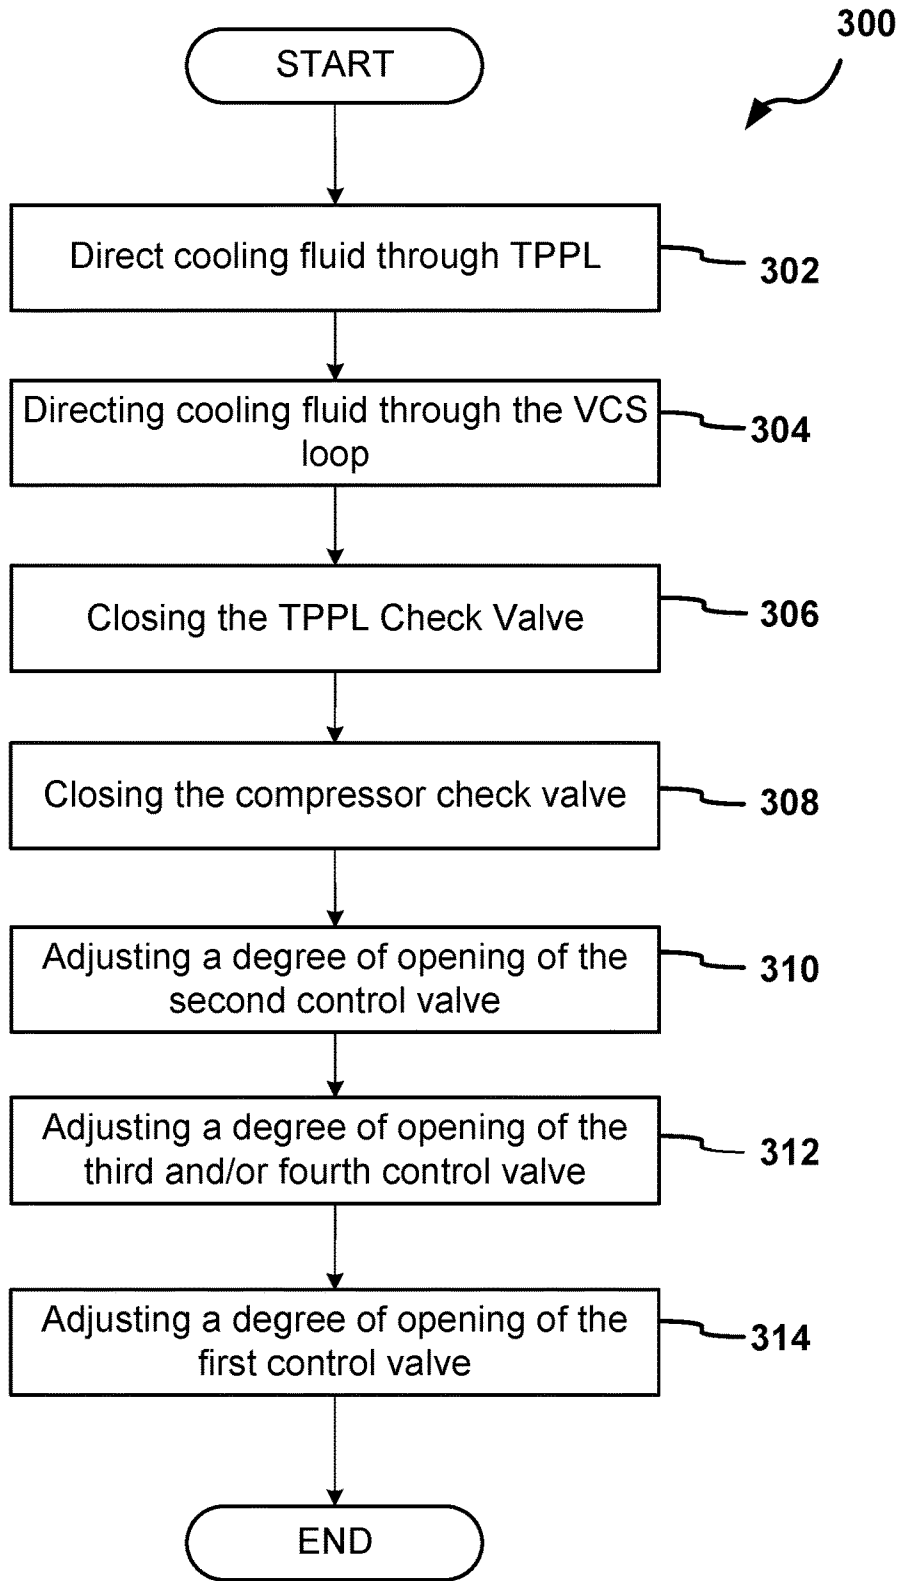 300
START
Direct cooling fluid through TPPL
302
Directing cooling fluid through the VCS
loop
304
Closing the TPPL Check Valve
306
Closing the compressor check valve
308
Adjusting a degree of opening of the
second control valve
310
Adjusting a degree of opening of the
third and/or fourth control valve
312
Adjusting a degree of opening of the
first control valve
314
END